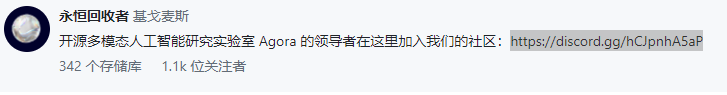 永恒回收者 基戈麦斯
开源多模态人工智能研究实验室 Agora 的领导者在这里加入我们的社区：https://discord.gg/hCJpnhA5aP
342 个存储库 1.1k 位关注者